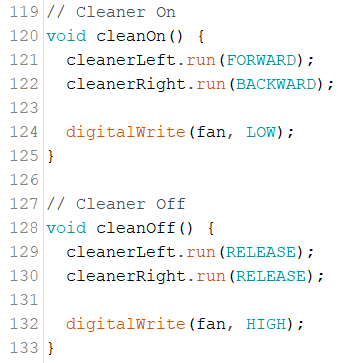 119 // Cleaner On
120 void cleanOn() {
121   cleanerLeft.run(FORWARD);
122   cleanerRight.run(BACKWARD);
123
124   digitalWrite(fan, LOW);
125 }
126
127 // Cleaner Off
128 void cleanOff() {
129   cleanerLeft.run(RELEASE);
130   cleanerRight.run(RELEASE);
131
132   digitalWrite(fan, HIGH);
133 }